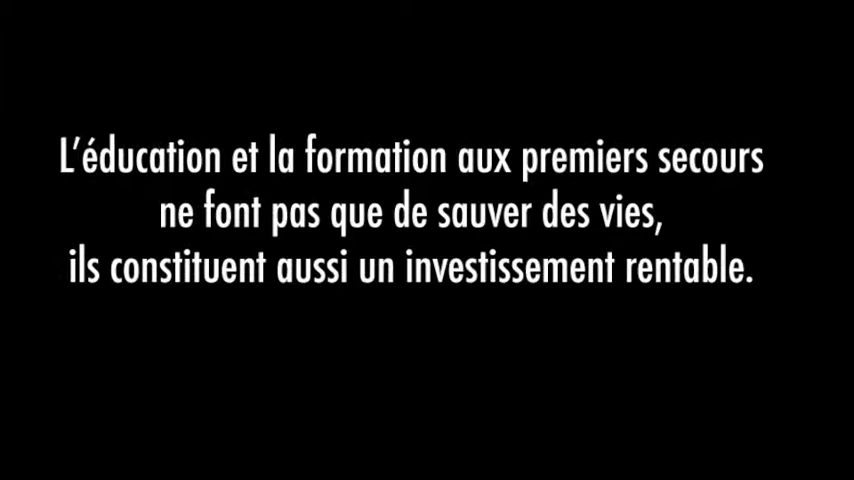 L'éducation et la formation aux premiers secours
ne font pas que de sauver des vies,
ils constituent aussi un investissement rentable.